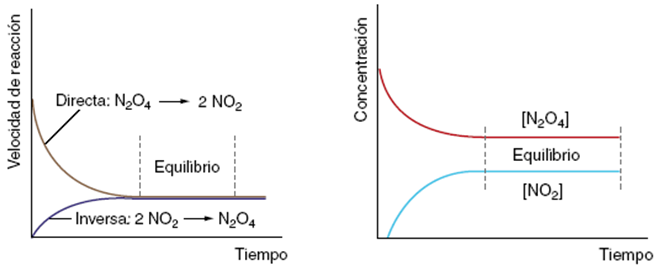 Velocidad de reacción
Directa: N₂O₄ → 2 NO₂
Equilibrio
Inversa: 2 NO₂ → N₂O₄
Tiempo
Concentración
[N₂O₄]
Equilibrio
[NO₂]
Tiempo